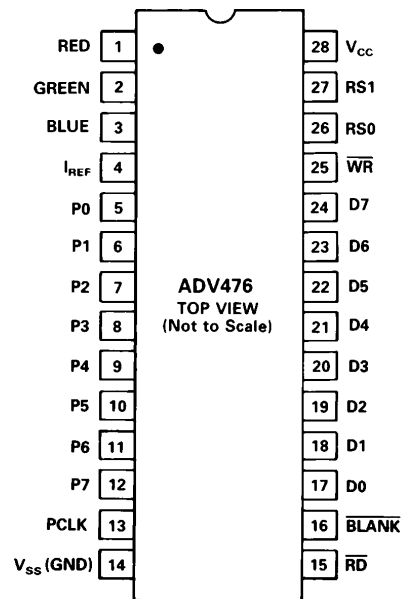 RED 1 28 VCC
GREEN 2 27 RS1
BLUE 3 26 RS0
IREF 4 25 WR
P0 5 24 D7
P1 6 23 D6
P2 7 22 D5
ADV476
TOP VIEW
(Not to Scale)
P3 8 21 D4
P4 9 20 D3
P5 10 19 D2
P6 11 18 D1
P7 12 17 D0
PCLK 13 16 BLANK
VSS (GND) 14 15 RD